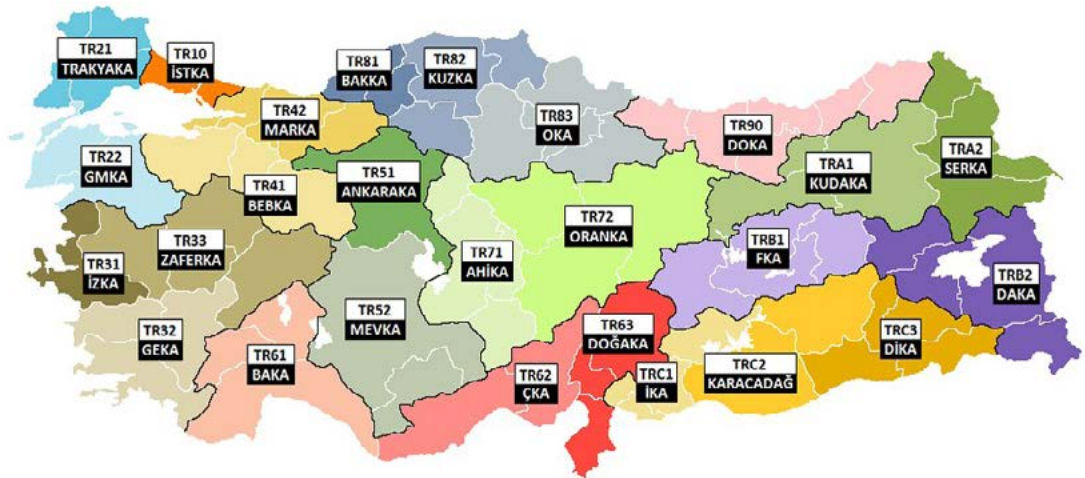 TR21
TRAKYAKA
TR10
İSTKA
TR81
BAKKA
TR82
KUZKA
TR42
MARKA
TR83
OKA
TR90
DOKA
TRA2
SERKA
TR22
GMKA
TR51
ANKARAKA
TRA1
KUDAKA
TR41
BEBKA
TR72
ORANKA
TR33
ZAFERKA
TR71
AHİKA
TRB1
FKA
TR31
İZKA
TRB2
DAKA
TR52
MEVKA
TR32
GEKA
TR63
DOĞAKA
TRC3
DİKA
TR61
BAKA
TR62
ÇKA
TRC1
İKA
TRC2
KARACADAĞ